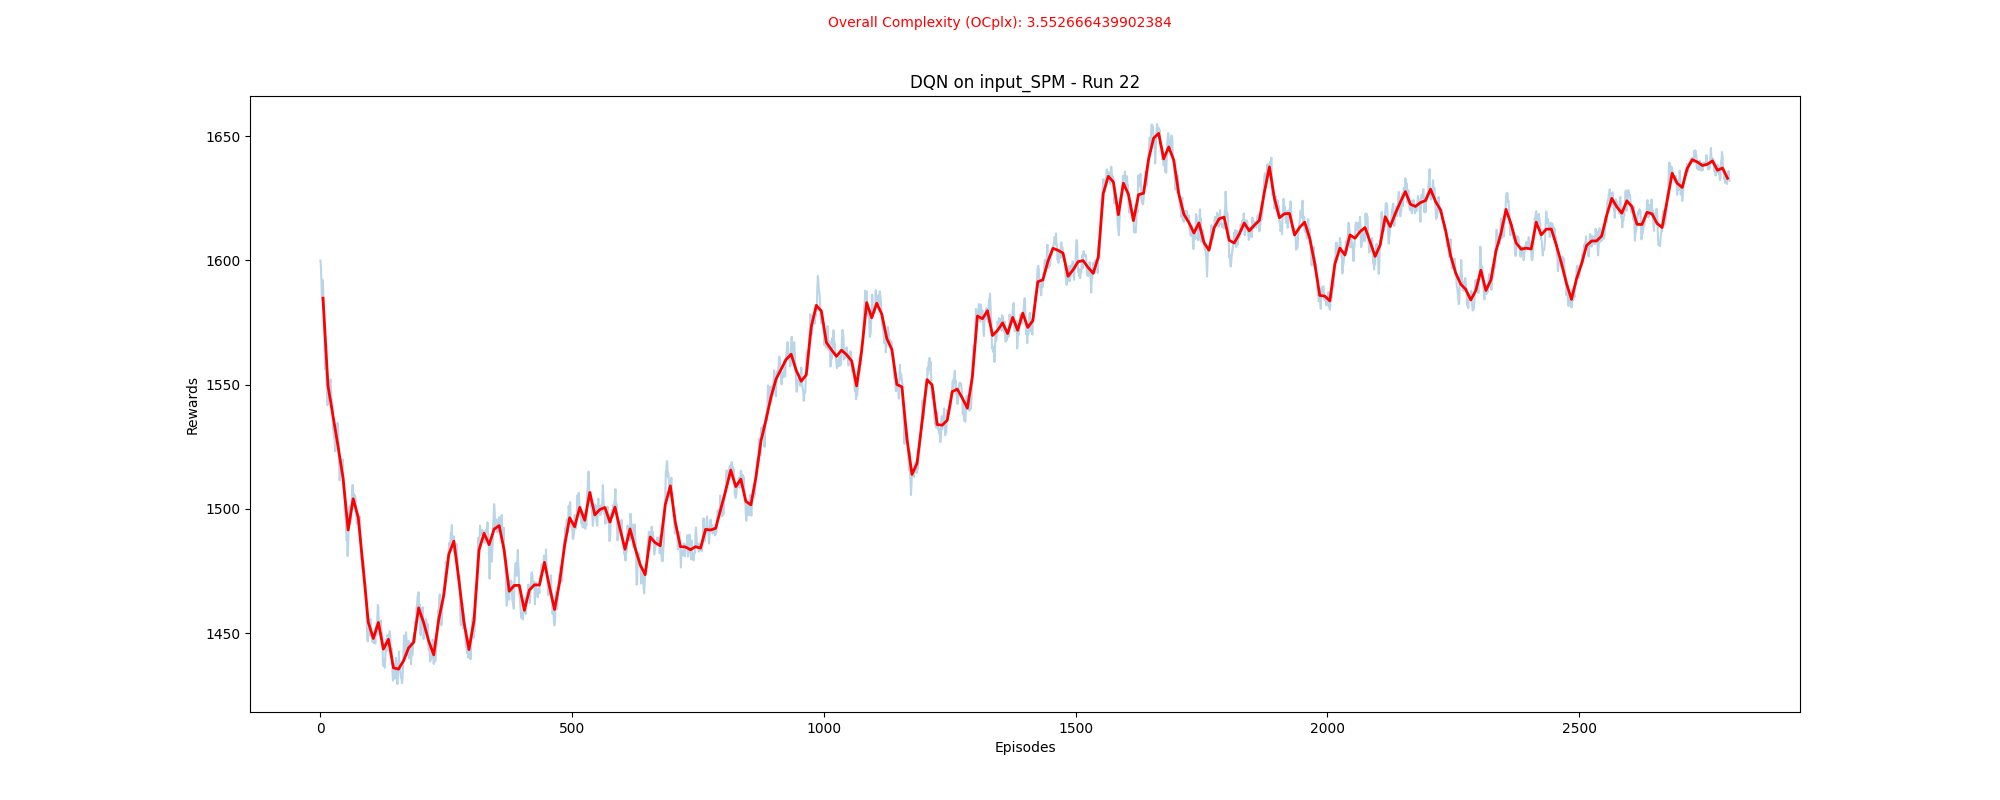 Overall Complexity (OCplx): 3.552666439902384
DQN on input_SPM - Run 22
Rewards
1650
1600
1550
1500
1450
0 500 1000 1500 2000 2500
Episodes